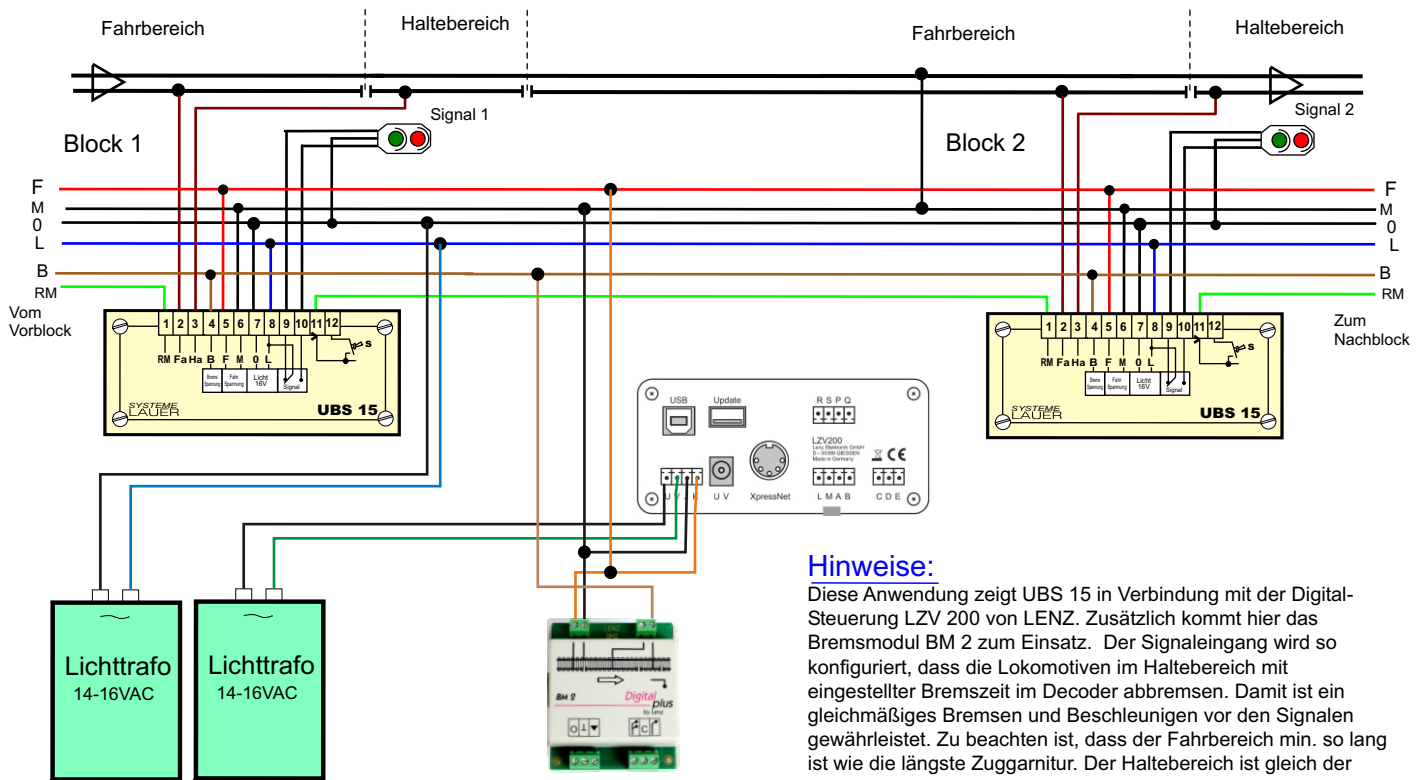 Fahrbereich Haltebereich Fahrbereich Haltebereich
Signal 1 Signal 2
Block 1 Block 2
F F
M M
0 0
L L
B B
RM RM
Vom
Vorblock
Zum
Nachblock
1 2 3 4 5 6 7 8 9 10 11 12
s
RM Fa Ha B F M 0 L
Brems Spannung
Fahr Spannung
Licht 16V
Signal
SYSTEME
LAUER
UBS 15
1 2 3 4 5 6 7 8 9 10 11 12
s
RM Fa Ha B F M 0 L
Brems Spannung
Fahr Spannung
Licht 16V
Signal
SYSTEME
LAUER
UBS 15
USB Update R S P Q
LZV200
Lenz Elektronik GmbH
D - 35398 GIESSEN
Made in Germany
CE
U V J K U V XpressNet L M A B C D E
Lichttrafo
14-16VAC
Lichttrafo
14-16VAC
BM 2
Digital
plus
by Lenz
Hinweise:
Diese Anwendung zeigt UBS 15 in Verbindung mit der Digital-
Steuerung LZV 200 von LENZ. Zusätzlich kommt hier das
Bremsmodul BM 2 zum Einsatz. Der Signaleingang wird so
konfiguriert, dass die Lokomotiven im Haltebereich mit
eingestellter Bremszeit im Decoder abbremsen. Damit ist ein
gleichmäßiges Bremsen und Beschleunigen vor den Signalen
gewährleistet. Zu beachten ist, dass der Fahrbereich min. so lang
ist wie die längste Zuggarnitur. Der Haltebereich ist gleich der